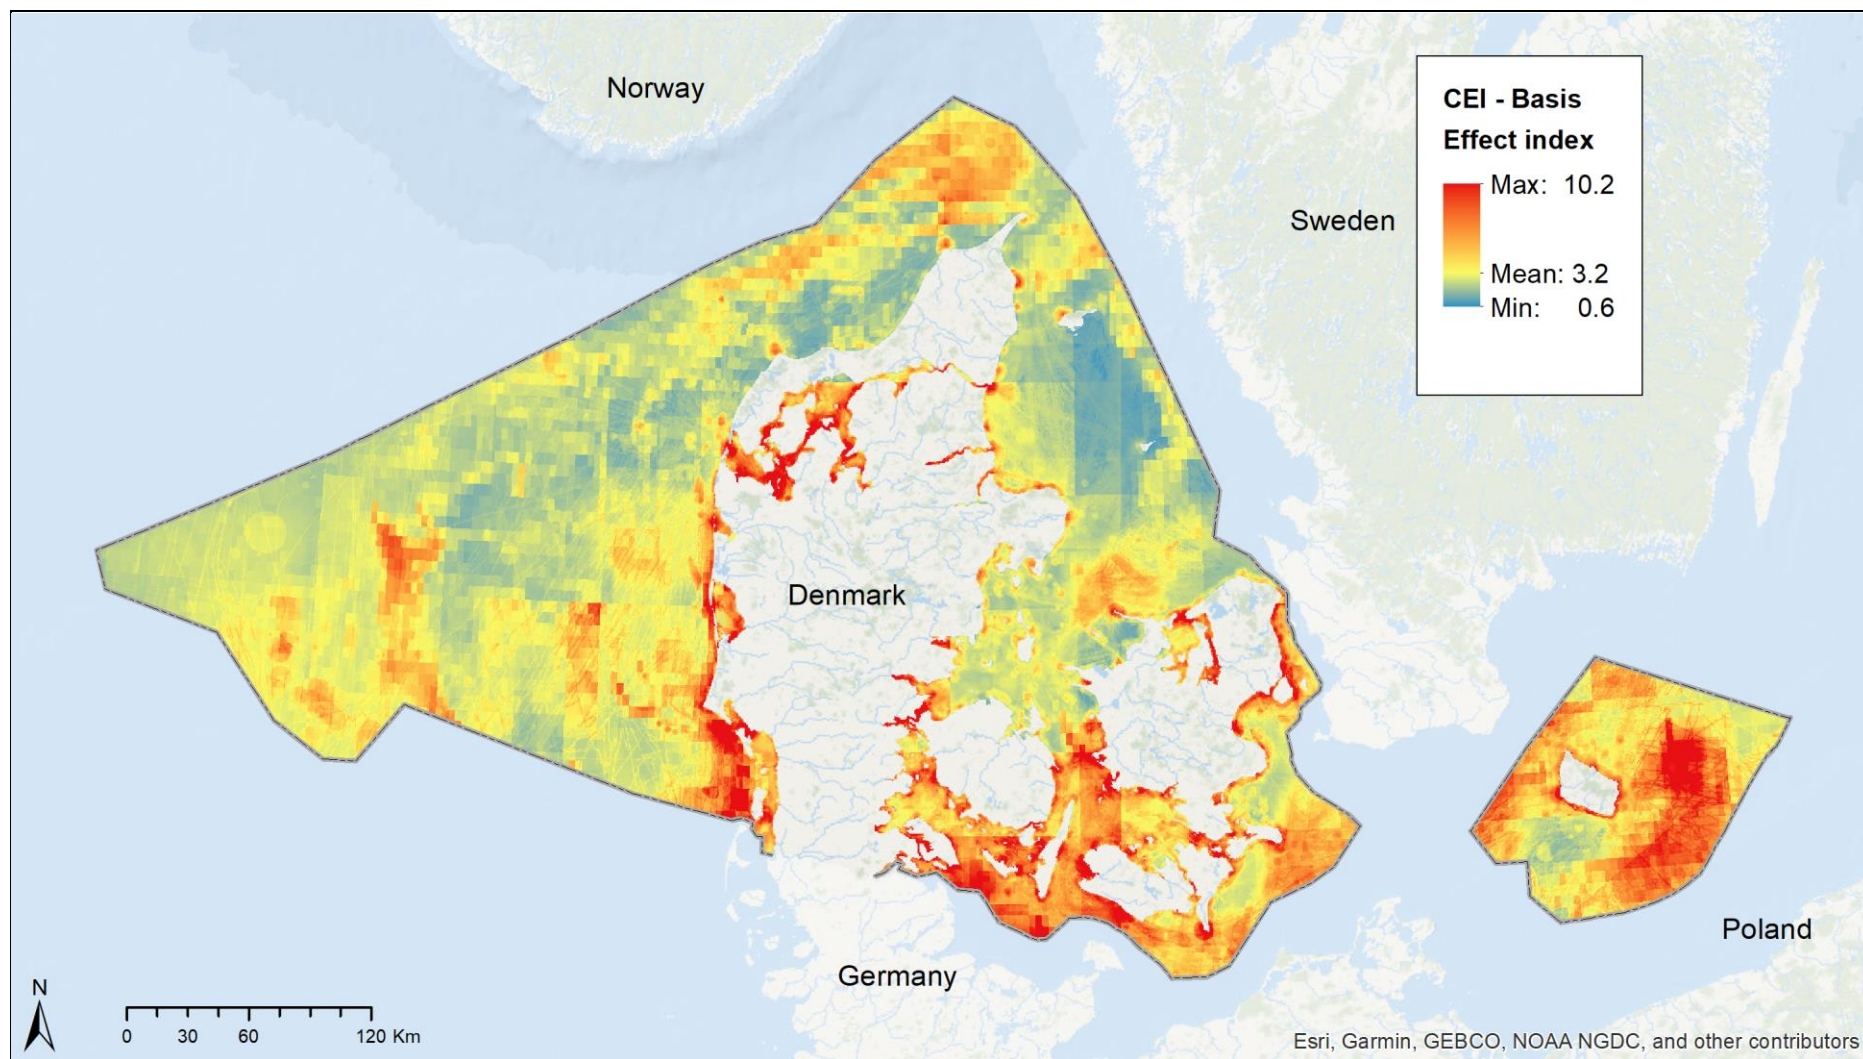 Norway
CEI - Basis
Effect index
Max: 10.2
Mean: 3.2
Min: 0.6
Sweden
Denmark
Poland
Germany
N
0 30 60 120 Km
Esri, Garmin, GEBCO, NOAA NGDC, and other contributors